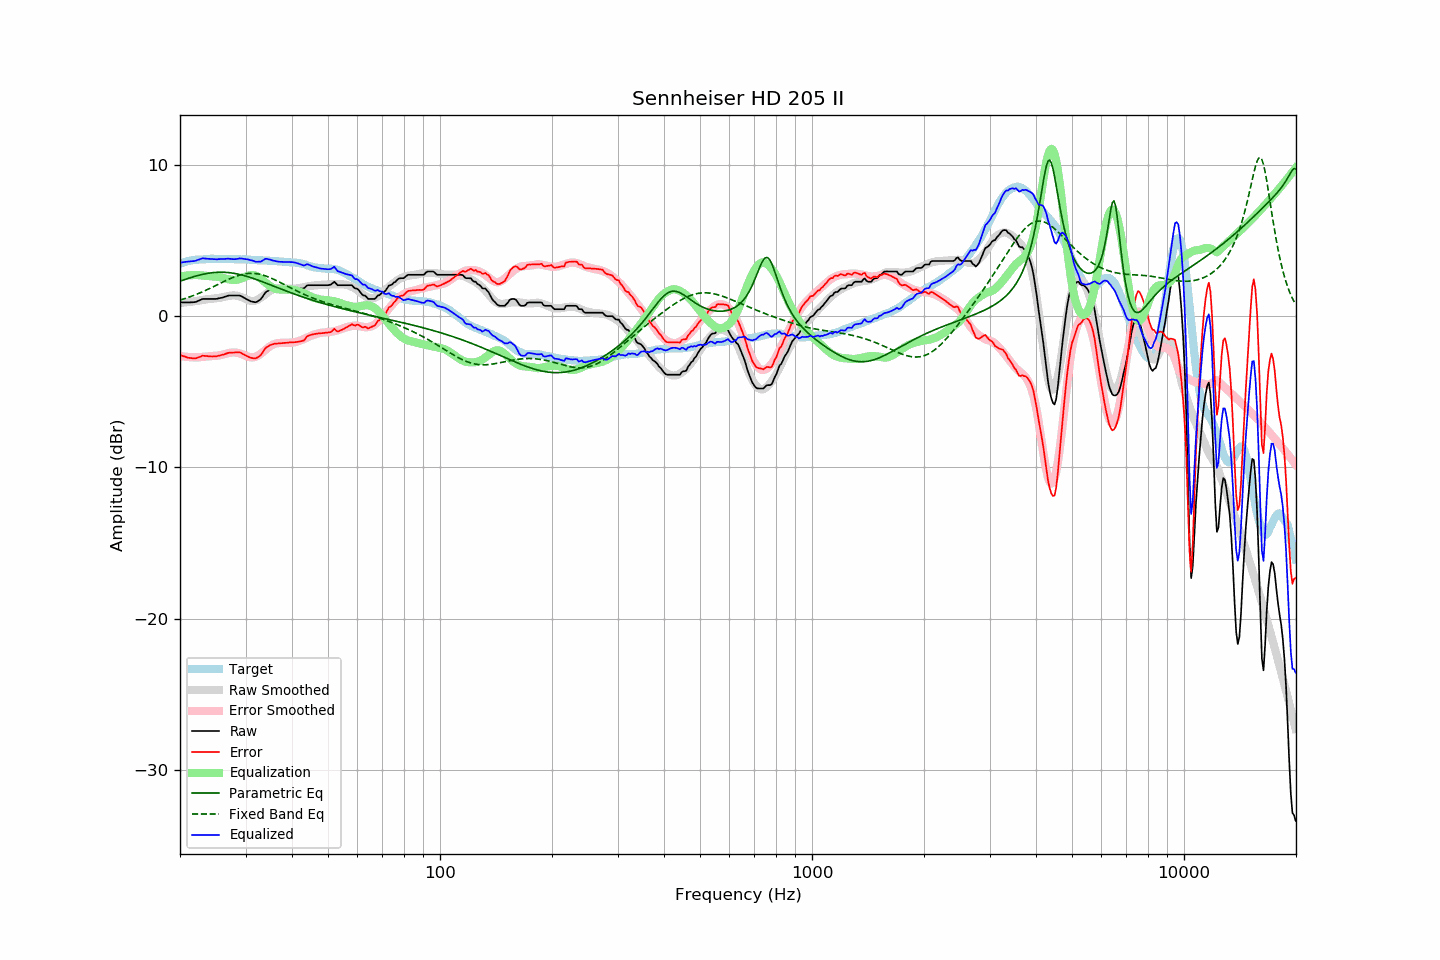 Sennheiser HD 205 II
Amplitude (dBr)
10
0
−10
−20
−30
Target
Raw Smoothed
Error Smoothed
Raw
Error
Equalization
Parametric Eq
Fixed Band Eq
Equalized
100
1000
10000
Frequency (Hz)